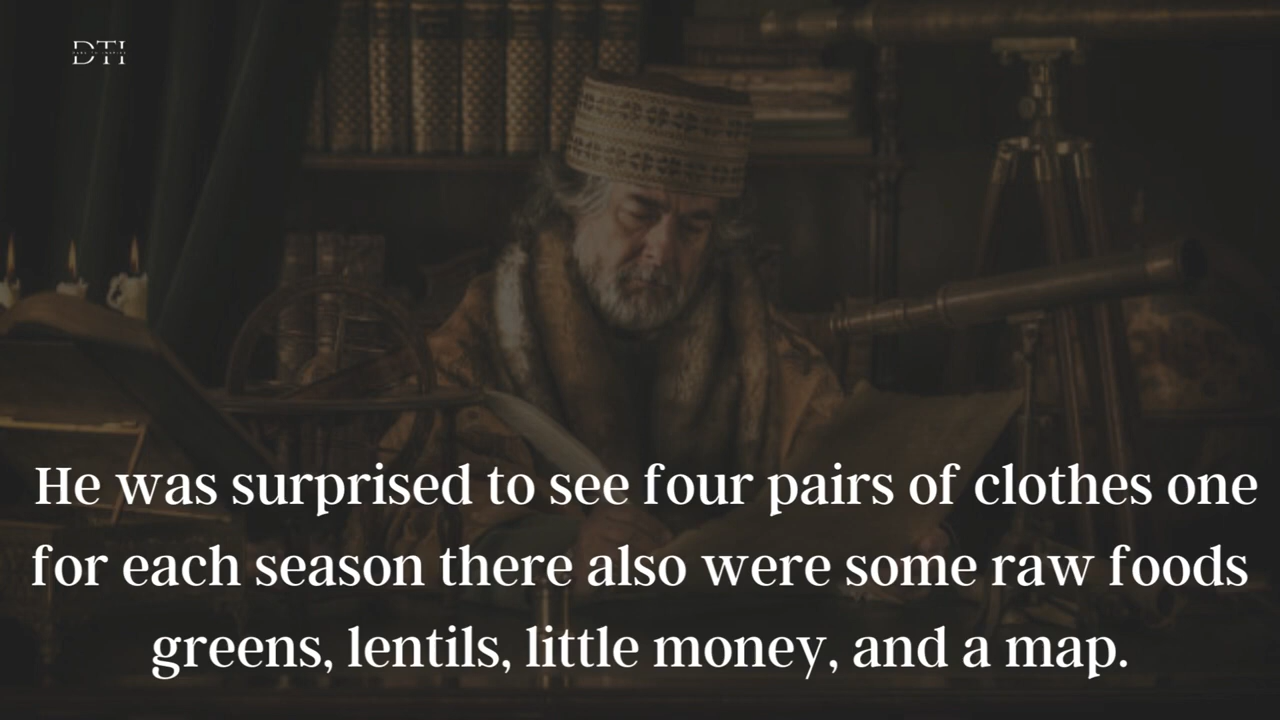 DTI
He was surprised to see four pairs of clothes one
for each season there also were some raw foods
greens, lentils, little money, and a map.